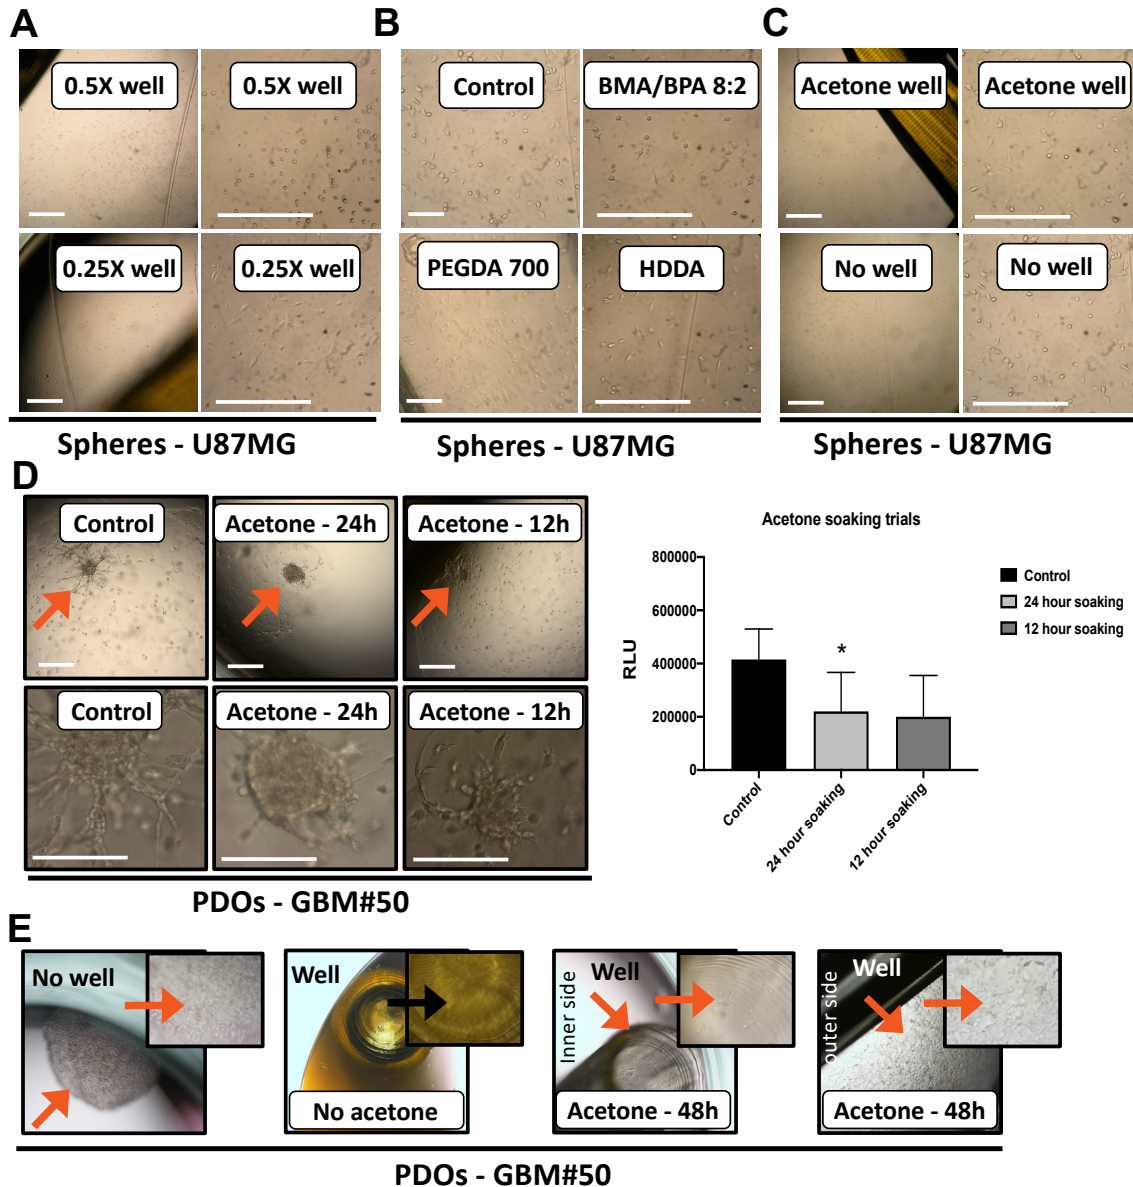 A
B
C
0.5X well
0.5X well
Control
BMA/BPA 8:2
Acetone well
Acetone well
0.25X well
0.25X well
PEGDA 700
HDDA
No well
No well
Spheres - U87MG
Spheres - U87MG
Spheres - U87MG
D
Control
Acetone - 24h
Acetone - 12h
Control
Acetone - 24h
Acetone - 12h
PDOs - GBM#50
Acetone soaking trials
800000
600000
400000
200000
0
RLU
*
Control
24 hour soaking
12 hour soaking
Control
24 hour soaking
12 hour soaking
E
No well
Well
No acetone
Inner side
Well
Acetone - 48h
outer side
Well
Acetone - 48h
PDOs - GBM#50